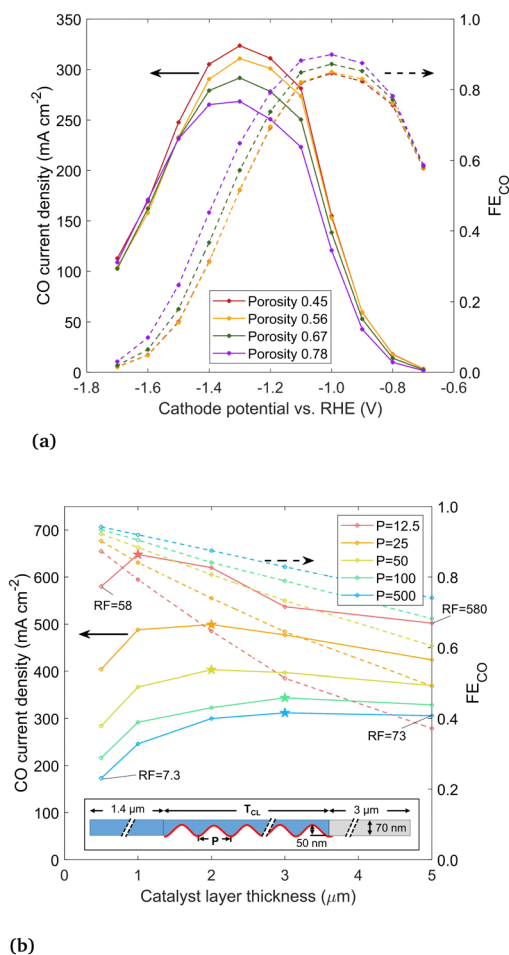 350
300
250
200
150
100
50
0
CO current density (mA cm⁻²)
1.0
0.8
0.6
0.4
0.2
0.0
FE_CO
Porosity 0.45
Porosity 0.56
Porosity 0.67
Porosity 0.78
-1.8 -1.6 -1.4 -1.2 -1.0 -0.8 -0.6
Cathode potential vs. RHE (V)
(a)
700
600
500
400
300
200
100
0
CO current density (mA cm⁻²)
1.0
0.8
0.6
0.4
0.2
0.0
FE_CO
P=12.5
P=25
P=50
P=100
P=500
RF=58
RF=580
RF=73
RF=7.3
1.4 μm T_CL 3 μm
P 50 nm 70 nm
0 1 2 3 4 5
Catalyst layer thickness (μm)
(b)